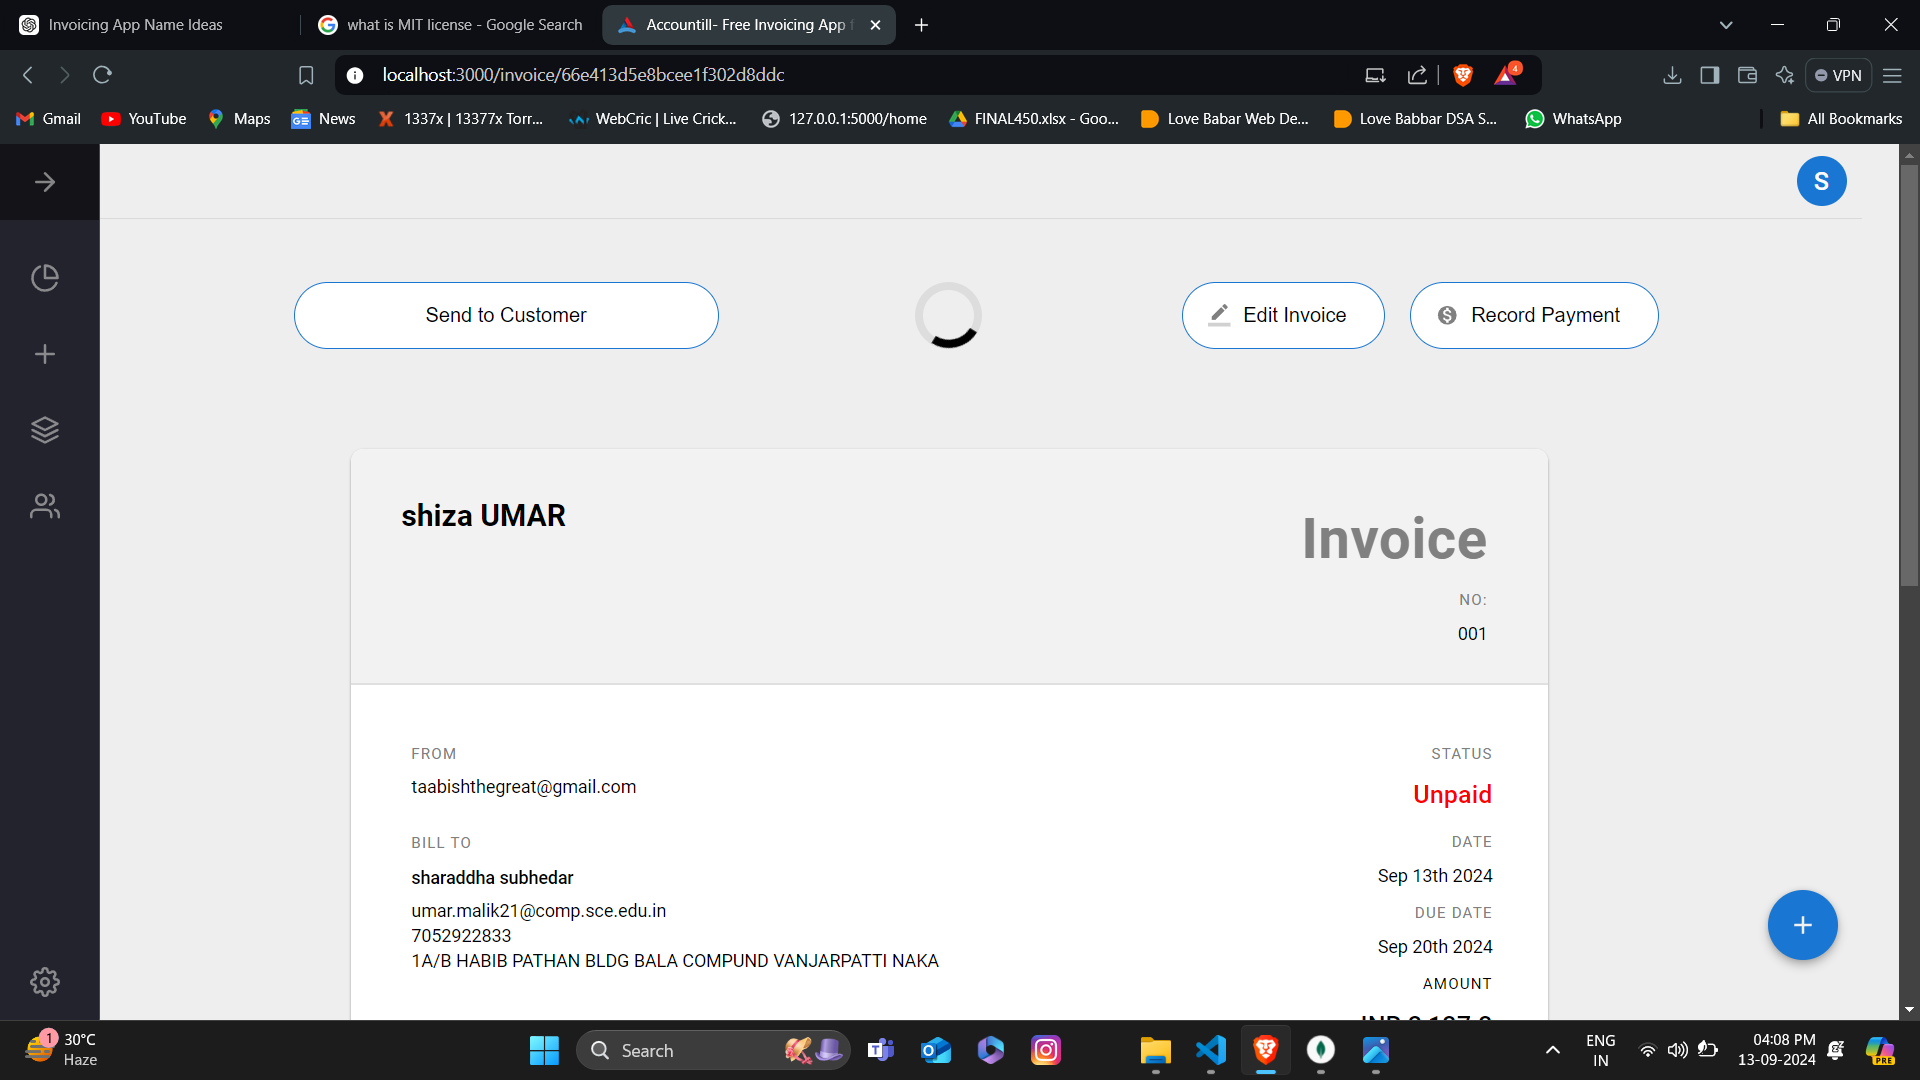 Invoicing App Name Ideas
what is MIT license - Google Search
Accountill- Free Invoicing App
localhost:3000/invoice/66e413d5e8bcee1f302d8ddc
4
VPN
Gmail
YouTube
Maps
News
1337x | 13377x Torr...
WebCric | Live Crick...
127.0.0.1:5000/home
FINAL450.xlsx - Goo...
Love Babar Web De...
Love Babbar DSA S...
WhatsApp
All Bookmarks
S
Send to Customer
Edit Invoice
Record Payment
shiza UMAR
Invoice
NO:
001
FROM
taabishthegreat@gmail.com
STATUS
Unpaid
BILL TO
sharaddha subhedar
umar.malik21@comp.sce.edu.in
7052922833
1A/B HABIB PATHAN BLDG BALA COMPUND VANJARPATTI NAKA
DATE
Sep 13th 2024
DUE DATE
Sep 20th 2024
AMOUNT
1
30°C
Haze
Search
ENG
IN
04:08 PM
13-09-2024
PRE